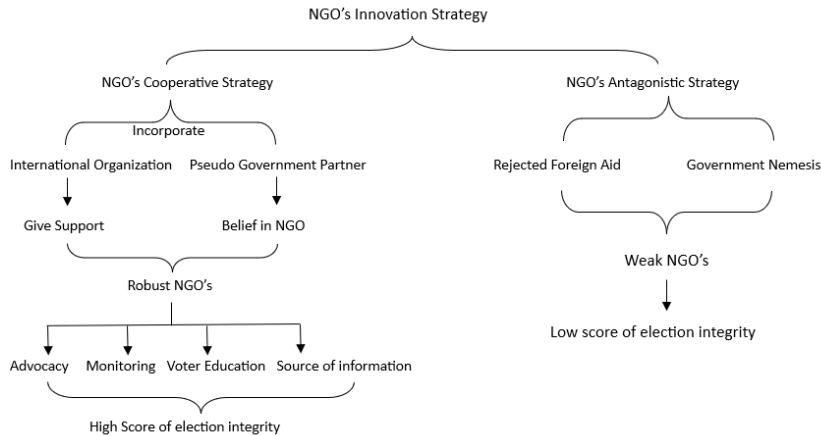 NGO's Innovation Strategy
NGO's Cooperative Strategy
NGO's Antagonistic Strategy
Incorporate
International Organization
Pseudo Government Partner
Rejected Foreign Aid
Government Nemesis
Give Support
Belief in NGO
Weak NGO's
Robust NGO's
Low score of election integrity
Advocacy
Monitoring
Voter Education
Source of information
High Score of election integrity